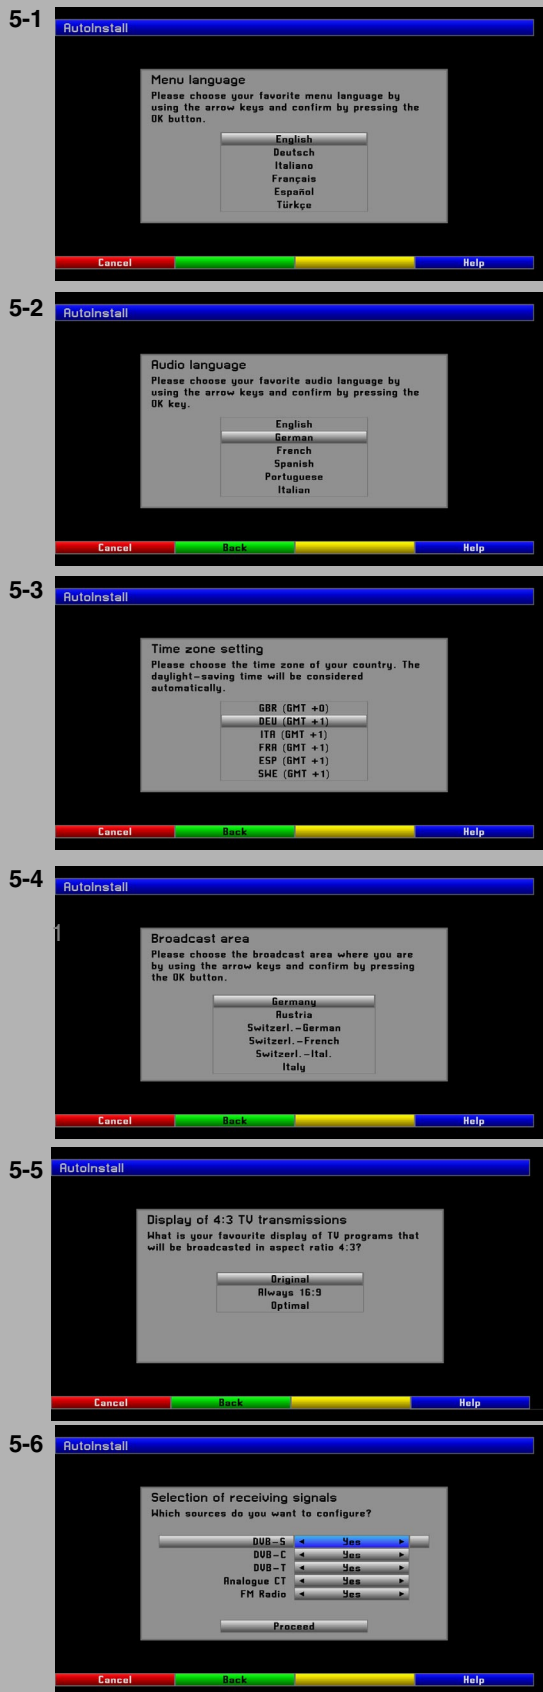 5-1
AutoInstall
Menu language
Please choose your favorite menu language by
using the arrow keys and confirm by pressing the
OK button.
English
Deutsch
Italiano
Français
Español
Türkçe
Cancel
Help
5-2
AutoInstall
Audio language
Please choose your favorite audio language by
using the arrow keys and confirm by pressing the
OK key.
English
German
French
Spanish
Portuguese
Italian
Cancel Back Help
5-3
AutoInstall
Time zone setting
Please choose the time zone of your country. The
daylight-saving time will be considered
automatically.
GBR (GMT +0)
DEU (GMT +1)
ITA (GMT +1)
FRA (GMT +1)
ESP (GMT +1)
SWE (GMT +1)
Cancel Back Help
5-4
AutoInstall
1
Broadcast area
Please choose the broadcast area where you are
by using the arrow keys and confirm by pressing
the OK button.
Germany
Austria
Switzerl.-German
Switzerl.-French
Switzerl.-Ital.
Italy
Cancel Back Help
5-5
AutoInstall
Display of 4:3 TV transmissions
What is your favourite display of TV programs that
will be broadcasted in aspect ratio 4:3?
Original
Always 16:9
Optimal
Cancel Back Help
5-6
AutoInstall
Selection of receiving signals
Which sources do you want to configure?
DVB-S Yes
DVB-C Yes
DVB-T Yes
Analogue CT Yes
FM Radio Yes
Proceed
Cancel Back Help